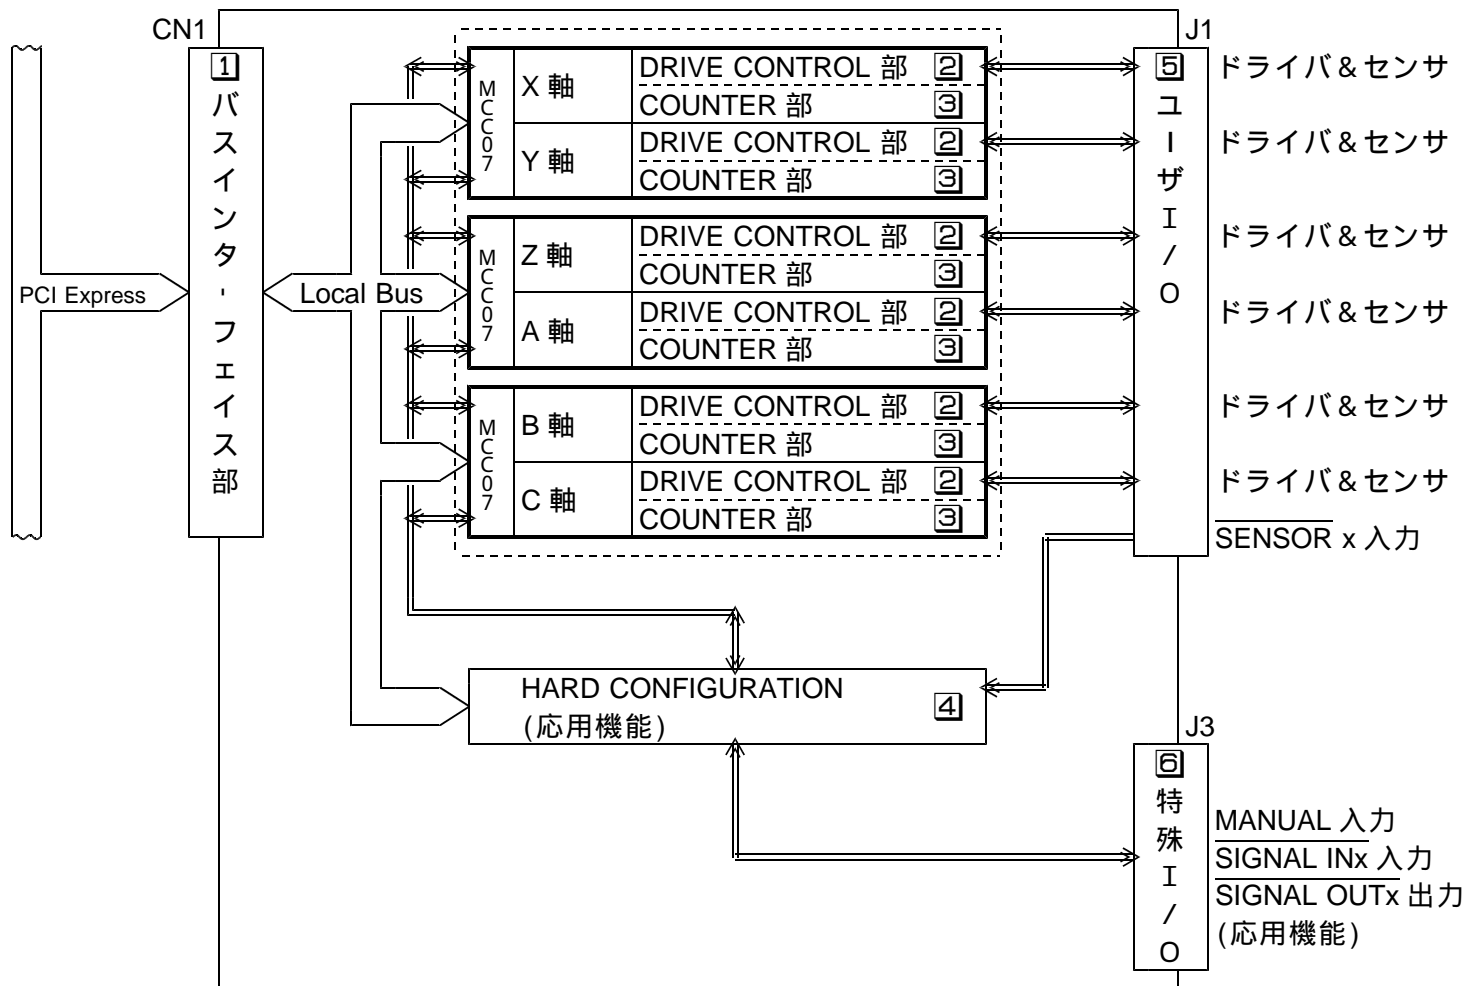 CN1
J1
PCI Express
1
バスインターフェイス部
Local Bus
MCC07
X 軸
DRIVE CONTROL 部 2
COUNTER 部 3
Y 軸
DRIVE CONTROL 部 2
COUNTER 部 3
MCC07
Z 軸
DRIVE CONTROL 部 2
COUNTER 部 3
A 軸
DRIVE CONTROL 部 2
COUNTER 部 3
MCC07
B 軸
DRIVE CONTROL 部 2
COUNTER 部 3
C 軸
DRIVE CONTROL 部 2
COUNTER 部 3
5
ユーザI/O
ドライバ&センサ
ドライバ&センサ
ドライバ&センサ
ドライバ&センサ
ドライバ&センサ
ドライバ&センサ
SENSOR x 入力
HARD CONFIGURATION
(応用機能)
4
J3
6
特殊I/O
MANUAL 入力
SIGNAL INx 入力
SIGNAL OUTx 出力
(応用機能)